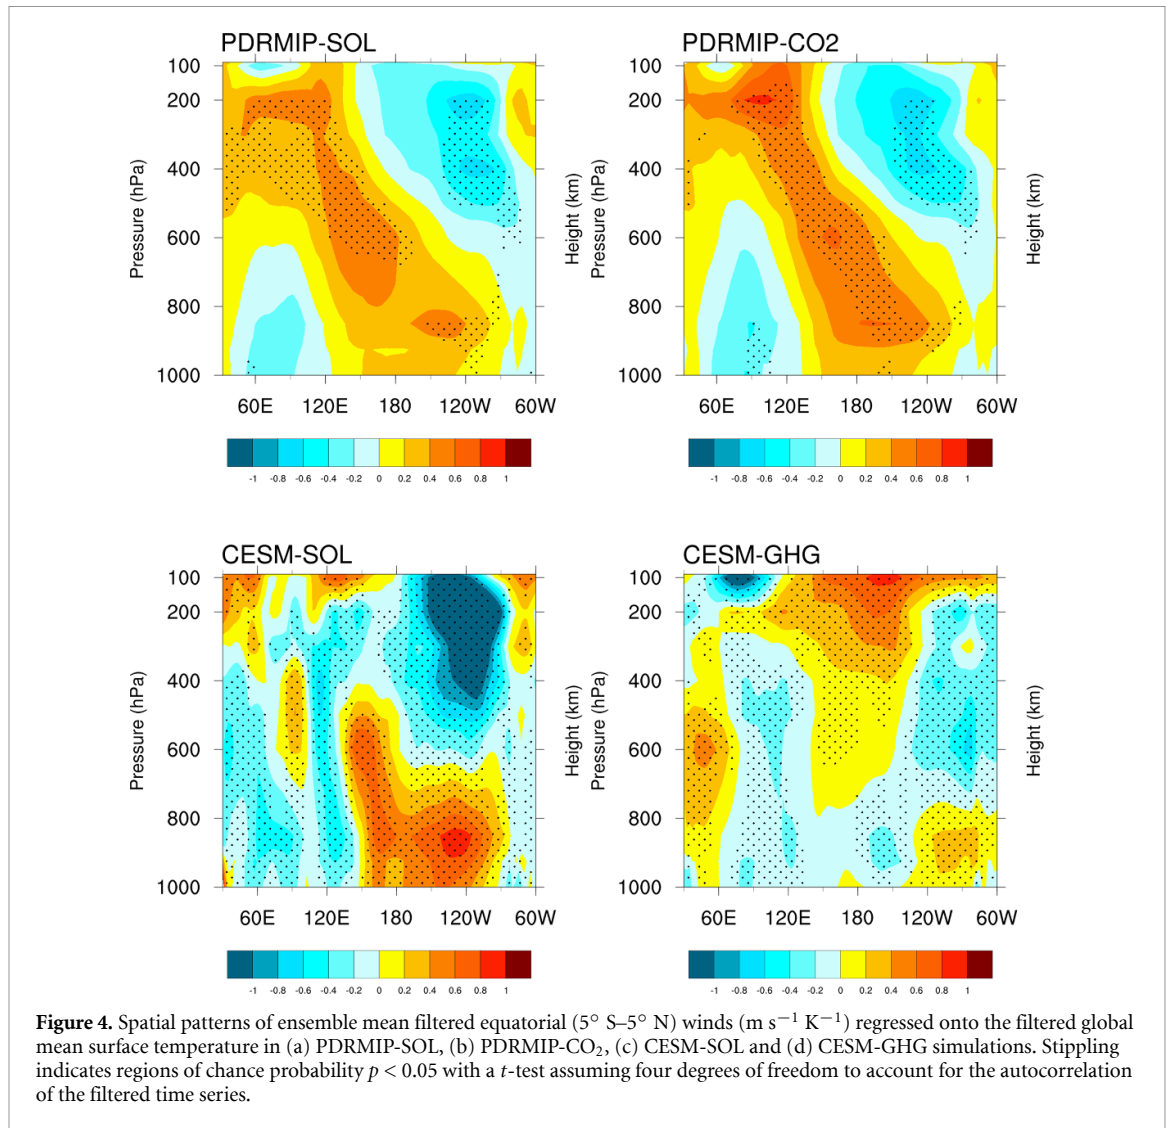 PDRMIP-SOL
PDRMIP-CO2
100
200
400
600
800
1000
Pressure (hPa)
Height (km)
60E 120E 180 120W 60W
-1 -0.8 -0.6 -0.4 -0.2 0 0.2 0.4 0.6 0.8 1
100
200
400
600
800
1000
Pressure (hPa)
Height (km)
60E 120E 180 120W 60W
-1 -0.8 -0.6 -0.4 -0.2 0 0.2 0.4 0.6 0.8 1
CESM-SOL
CESM-GHG
100
200
400
600
800
1000
Pressure (hPa)
Height (km)
60E 120E 180 120W 60W
-1 -0.8 -0.6 -0.4 -0.2 0 0.2 0.4 0.6 0.8 1
100
200
400
600
800
1000
Pressure (hPa)
Height (km)
60E 120E 180 120W 60W
-1 -0.8 -0.6 -0.4 -0.2 0 0.2 0.4 0.6 0.8 1
Figure 4. Spatial patterns of ensemble mean filtered equatorial (5° S–5° N) winds (m s⁻¹ K⁻¹) regressed onto the filtered global
mean surface temperature in (a) PDRMIP-SOL, (b) PDRMIP-CO₂, (c) CESM-SOL and (d) CESM-GHG simulations. Stippling
indicates regions of chance probability p < 0.05 with a t-test assuming four degrees of freedom to account for the autocorrelation
of the filtered time series.